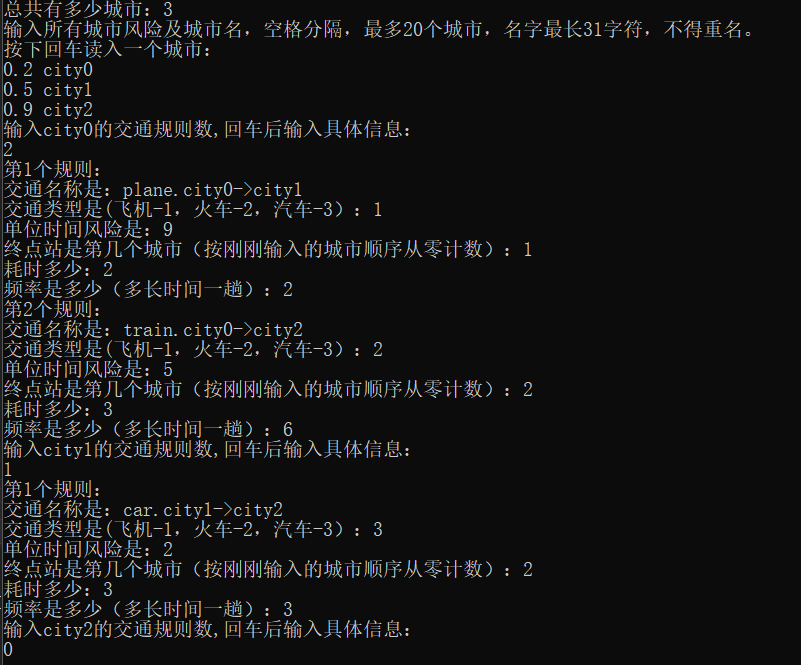 总共有多少城市：3
输入所有城市风险及城市名，空格分隔，最多20个城市，名字最长31字符，不得重名。
按下回车读入一个城市：
0.2 city0
0.5 city1
0.9 city2
输入city0的交通规则数,回车后输入具体信息：
2
第1个规则：
交通名称是：plane.city0->city1
交通类型是(飞机-1，火车-2，汽车-3）：1
单位时间风险是：9
终点站是第几个城市（按刚刚输入的城市顺序从零计数）：1
耗时多少：2
频率是多少（多长时间一趟）：2
第2个规则：
交通名称是：train.city0->city2
交通类型是(飞机-1，火车-2，汽车-3）：2
单位时间风险是：5
终点站是第几个城市（按刚刚输入的城市顺序从零计数）：2
耗时多少：3
频率是多少（多长时间一趟）：6
输入city1的交通规则数,回车后输入具体信息：
1
第1个规则：
交通名称是：car.city1->city2
交通类型是(飞机-1，火车-2，汽车-3）：3
单位时间风险是：2
终点站是第几个城市（按刚刚输入的城市顺序从零计数）：2
耗时多少：3
频率是多少（多长时间一趟）：3
输入city2的交通规则数,回车后输入具体信息：
0